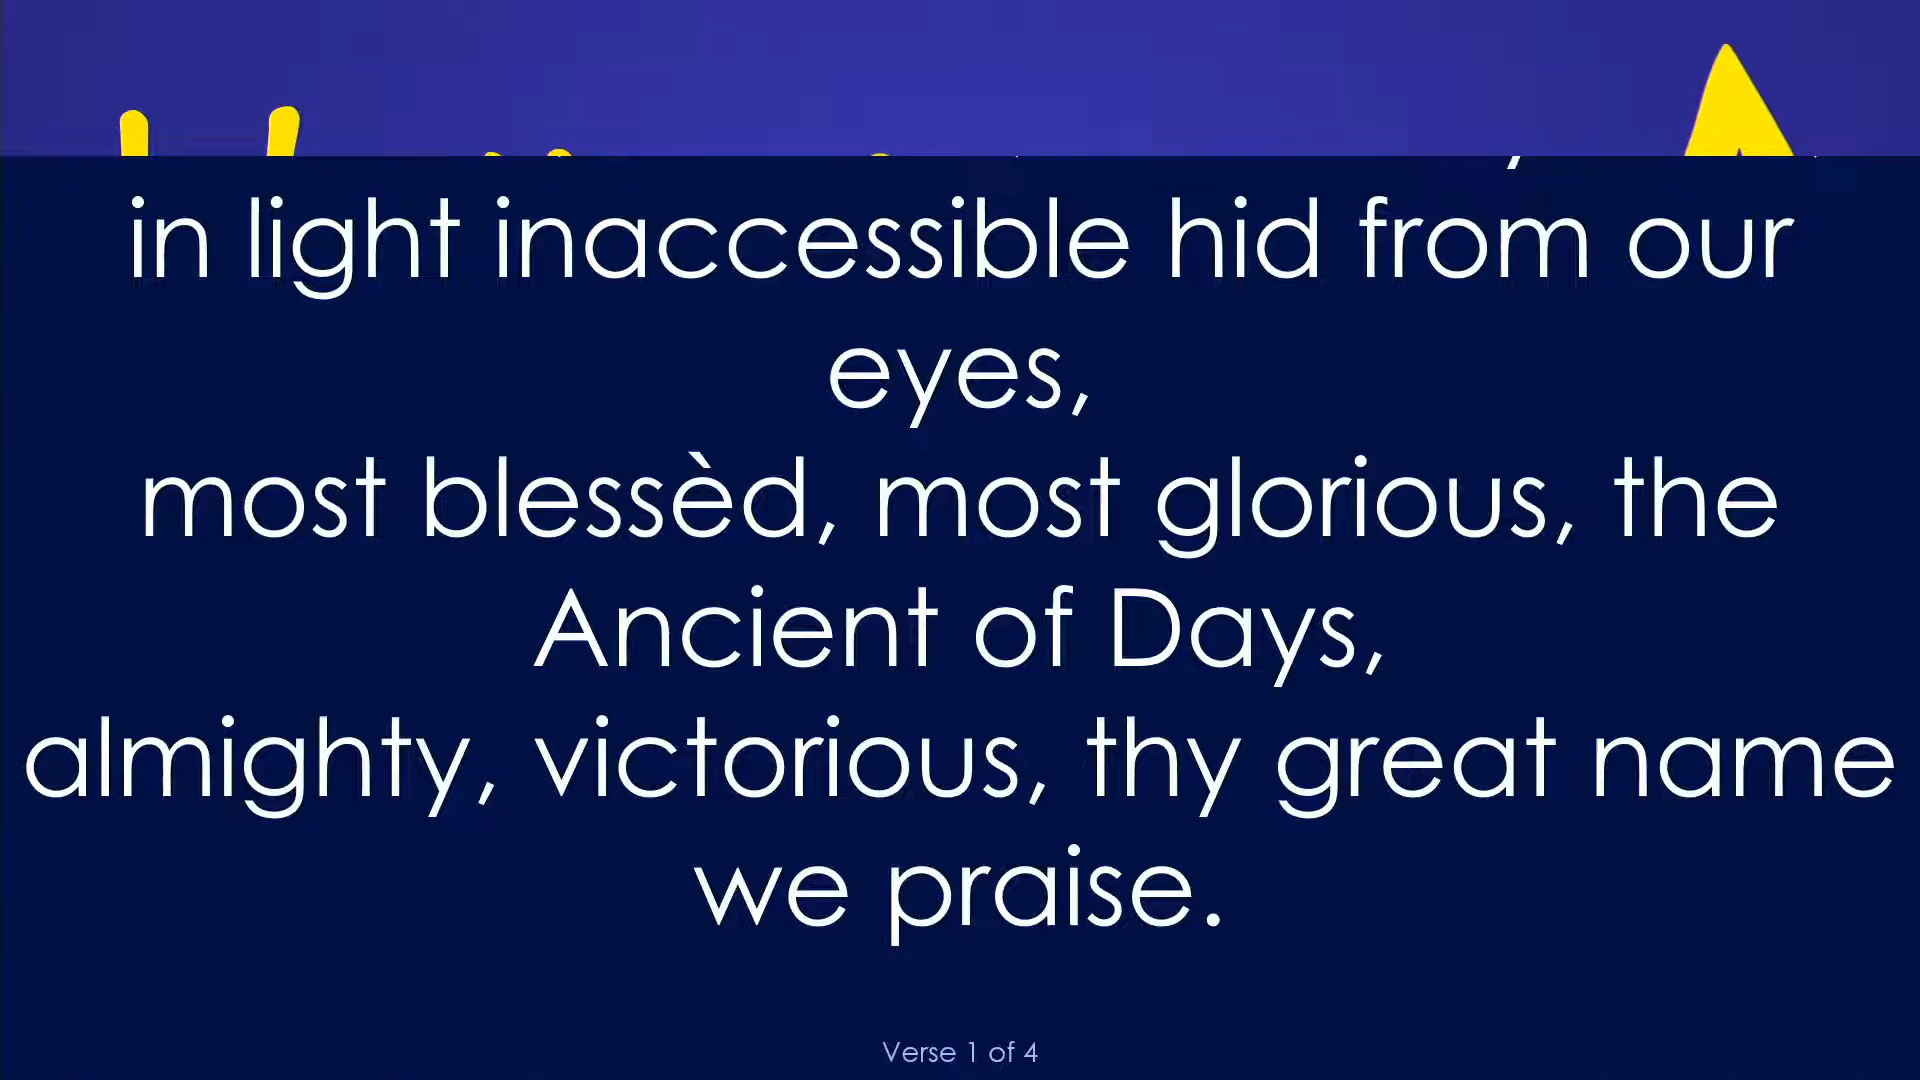 in light inaccessible hid from our
eyes,
most blessèd, most glorious, the
Ancient of Days,
almighty, victorious, thy great name
we praise.
Verse 1 of 4